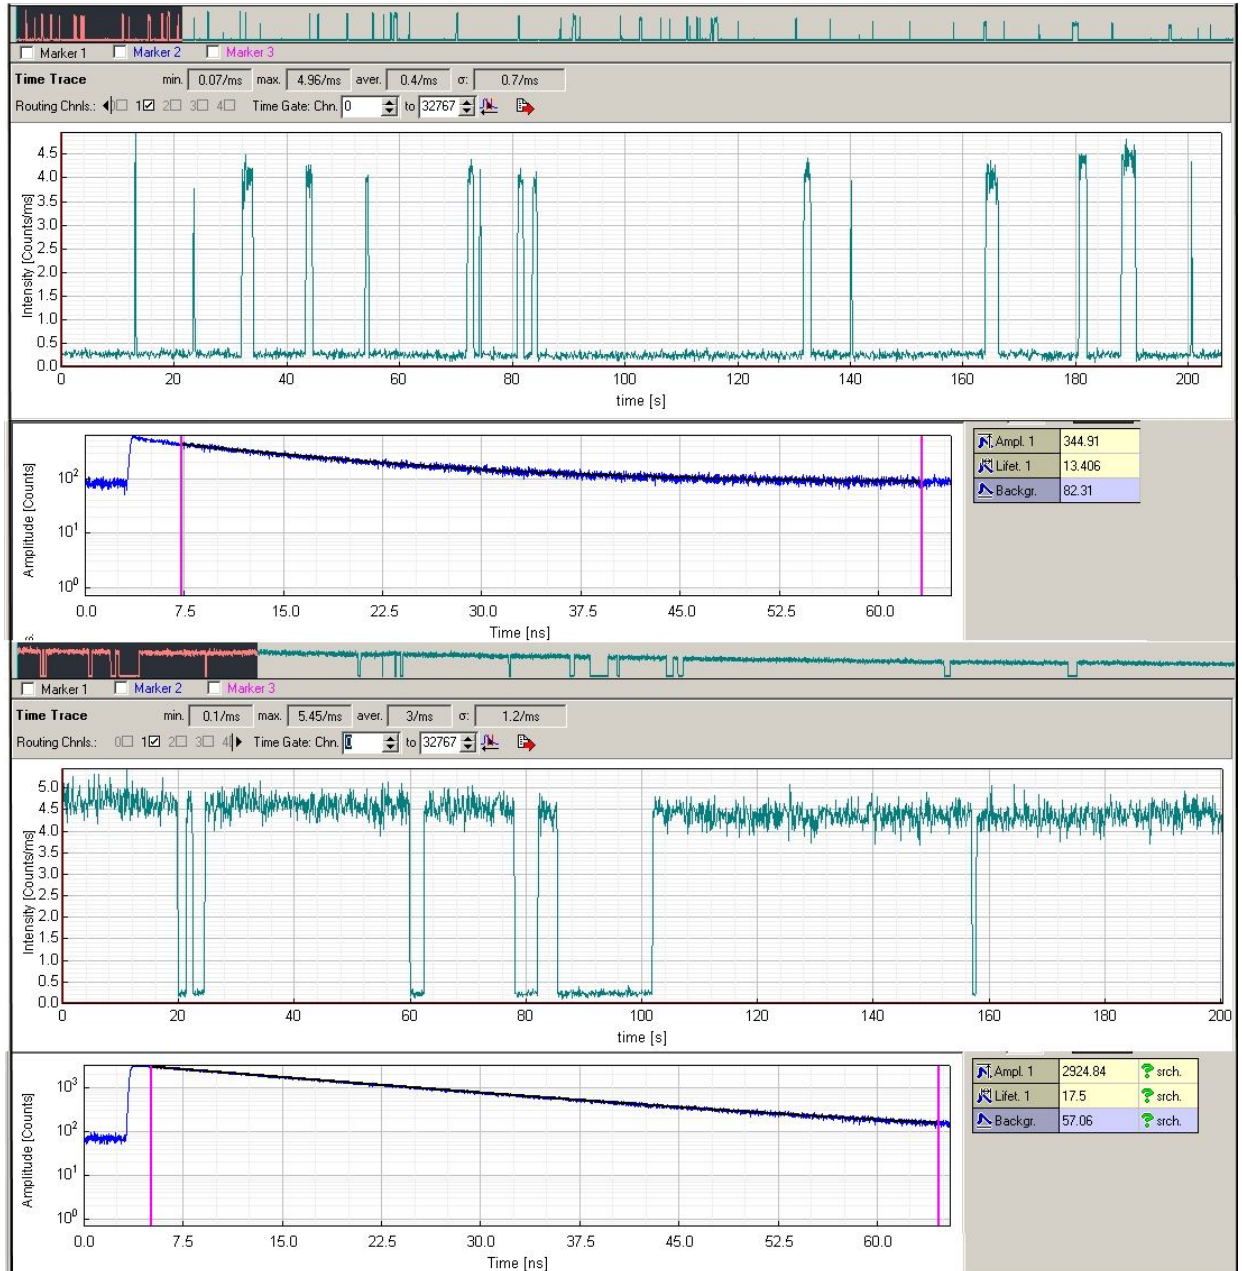 Marker 1 Marker 2 Marker 3
Time Trace min. 0.07/ms max. 4.96/ms aver. 0.4/ms σ: 0.7/ms
Routing Chnls.: 0 1 2 3 4 Time Gate: Chn. 0 to 32767
4.5
4.0
3.5
3.0
2.5
2.0
1.5
1.0
0.5
0.0
Intensity [Counts/ms]
0 20 40 60 80 100 120 140 160 180 200
time [s]
10² 
10¹
10⁰
Amplitude [Counts]
0.0 7.5 15.0 22.5 30.0 37.5 45.0 52.5 60.0
Time [ns]
Ampl. 1 344.91
Lifet. 1 13.406
Backgr. 82.31
Marker 1 Marker 2 Marker 3
Time Trace min. 0.1/ms max. 5.45/ms aver. 3/ms σ: 1.2/ms
Routing Chnls.: 0 1 2 3 4 Time Gate: Chn. 0 to 32767
5.0
4.5
4.0
3.5
3.0
2.5
2.0
1.5
1.0
0.5
0.0
Intensity [Counts/ms]
0 20 40 60 80 100 120 140 160 180 200
time [s]
10³
10²
10¹
10⁰
Amplitude [Counts]
0.0 7.5 15.0 22.5 30.0 37.5 45.0 52.5 60.0
Time [ns]
Ampl. 1 2924.84 ? srch.
Lifet. 1 17.5 ? srch.
Backgr. 57.06 ? srch.